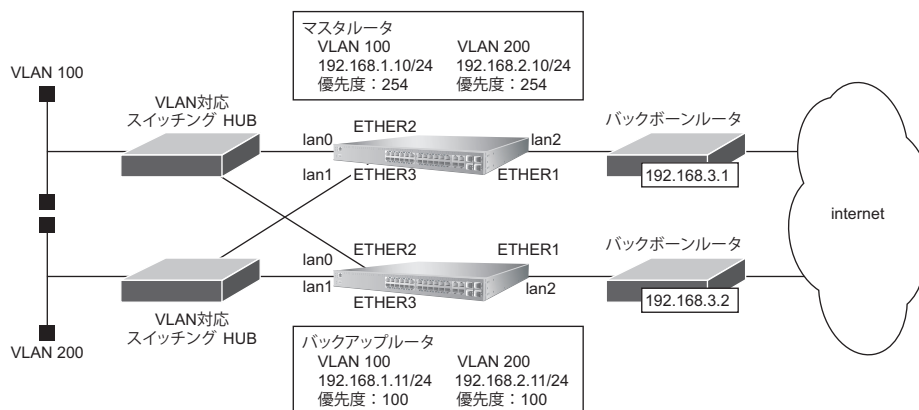 マスタルータ
VLAN 100 VLAN 200
192.168.1.10/24 192.168.2.10/24
優先度：254 優先度：254
VLAN 100
VLAN対応
スイッチング HUB
lan0
ETHER2
lan2
バックボーンルータ
lan1
ETHER3
ETHER1
192.168.3.1
internet
ETHER2
ETHER1
バックボーンルータ
lan0
lan1
ETHER3
lan2
192.168.3.2
VLAN対応
スイッチング HUB
VLAN 200
バックアップルータ
VLAN 100 VLAN 200
192.168.1.11/24 192.168.2.11/24
優先度：100 優先度：100